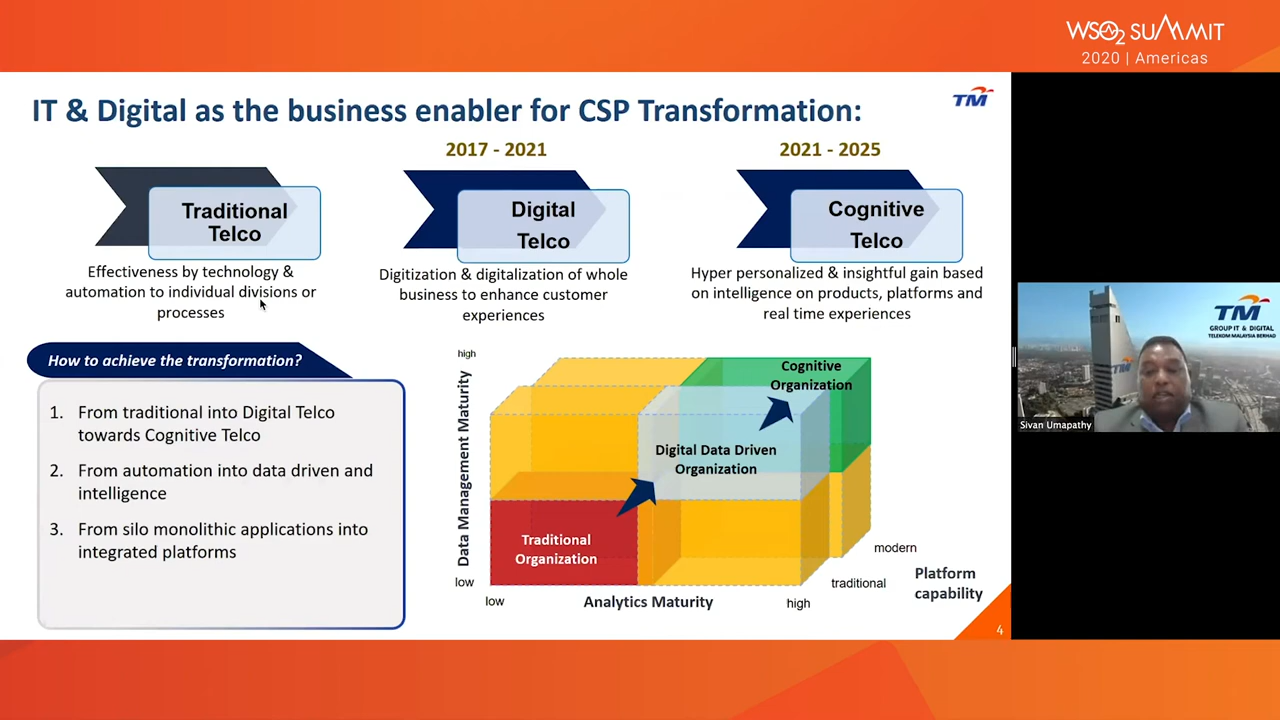 WSO2 SUMMIT
2020 | Americas
IT & Digital as the business enabler for CSP Transformation:
TM
2017 - 2021
2021 - 2025
Traditional
Telco
Digital
Telco
Cognitive
Telco
Effectiveness by technology &
automation to individual divisions or
processes
Digitization & digitalization of whole
business to enhance customer
experiences
Hyper personalized & insightful gain based
on intelligence on products, platforms and
real time experiences
How to achieve the transformation?
1. From traditional into Digital Telco
towards Cognitive Telco
2. From automation into data driven and
intelligence
3. From silo monolithic applications into
integrated platforms
high
Data Management Maturity
low
Cognitive
Organization
Digital Data Driven
Organization
Traditional
Organization
low
Analytics Maturity
high
traditional
modern
Platform
capability
4
TM
GROUP IT & DIGITAL
TELEKOM MALAYSIA BERHAD
TM
Sivan Umapathy